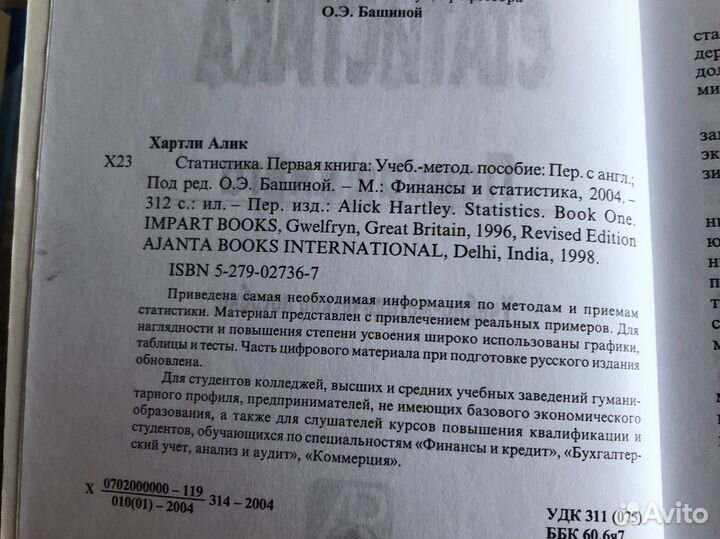 О.Э. Башиной
СТАТИСТИКА
Хартли Алик
Х23 Статистика. Первая книга: Учеб.-метод. пособие: Пер. с англ.;
Под ред. О.Э. Башиной. – М.: Финансы и статистика, 2004. –
312 с.: ил. – Пер. изд.: Alick Hartley. Statistics. Book One.
IMPART BOOKS, Gwelfryn, Great Britain, 1996, Revised Edition
AJANTA BOOKS INTERNATIONAL, Delhi, India, 1998.
ISBN 5-279-02736-7
Приведена самая необходимая информация по методам и приемам
статистики. Материал представлен с привлечением реальных примеров. Для
наглядности и повышения степени усвоения широко использованы графики,
таблицы и тесты. Часть цифрового материала при подготовке русского издания
обновлена.
Для студентов колледжей, высших и средних учебных заведений гумани-
тарного профиля, предпринимателей, не имеющих базового экономического
образования, а также для слушателей курсов повышения квалификации и
студентов, обучающихся по специальностям «Финансы и кредит», «Бухгалтер-
ский учет, анализ и аудит», «Коммерция».
Х 0702000000 – 119
010(01) – 2004 314 – 2004
УДК 311 (075)
ББК 60.6я7
Avito